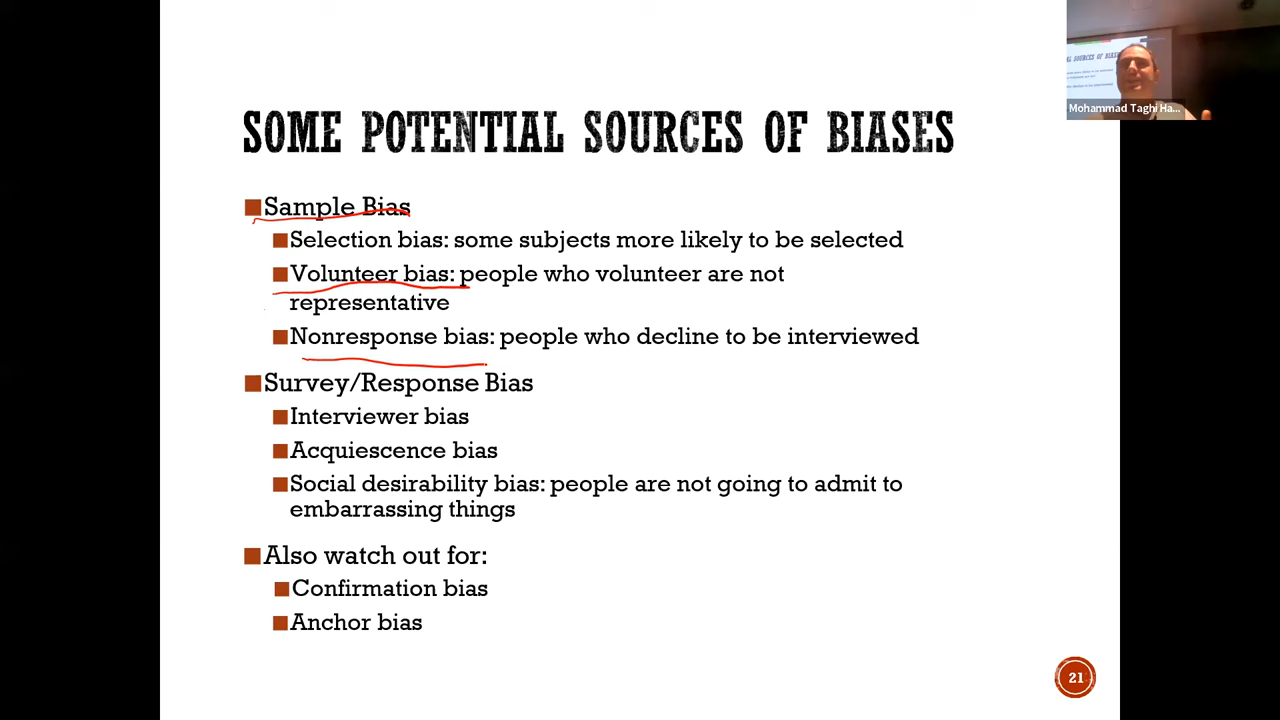 Mohammad Taghi Ha...
SOME POTENTIAL SOURCES OF BIASES
Sample Bias
Selection bias: some subjects more likely to be selected
Volunteer bias: people who volunteer are not
representative
Nonresponse bias: people who decline to be interviewed
Survey/Response Bias
Interviewer bias
Acquiescence bias
Social desirability bias: people are not going to admit to
embarrassing things
Also watch out for:
Confirmation bias
Anchor bias
21